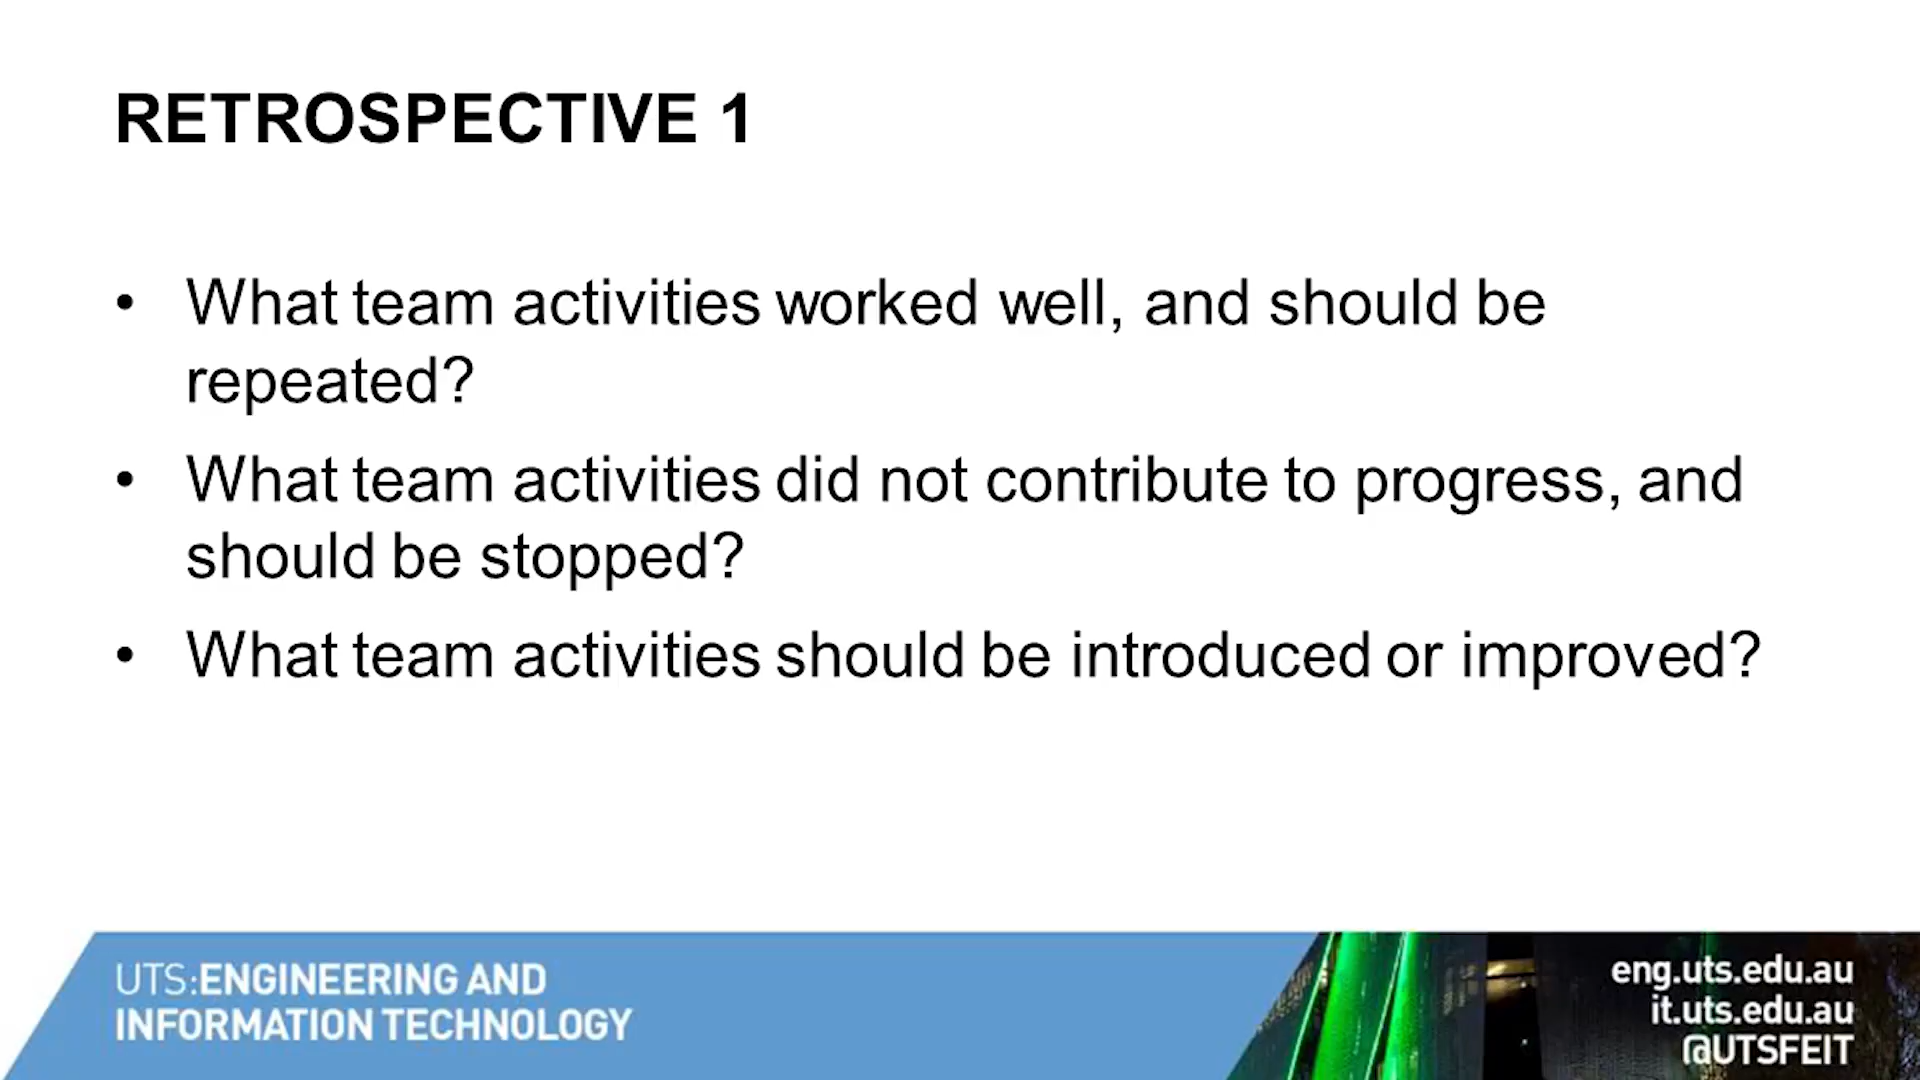 RETROSPECTIVE 1
• What team activities worked well, and should be
repeated?
• What team activities did not contribute to progress, and
should be stopped?
• What team activities should be introduced or improved?
UTS:ENGINEERING AND
INFORMATION TECHNOLOGY
eng.uts.edu.au
it.uts.edu.au
@UTSFEIT